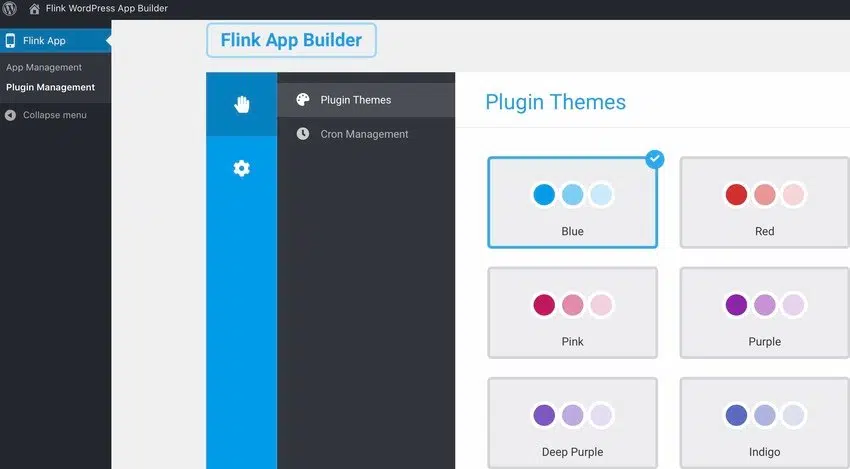 Flink WordPress App Builder
Flink App
App Management
Plugin Management
Collapse menu
Flink App Builder
Plugin Themes
Cron Management
Plugin Themes
Blue
Red
Pink
Purple
Deep Purple
Indigo